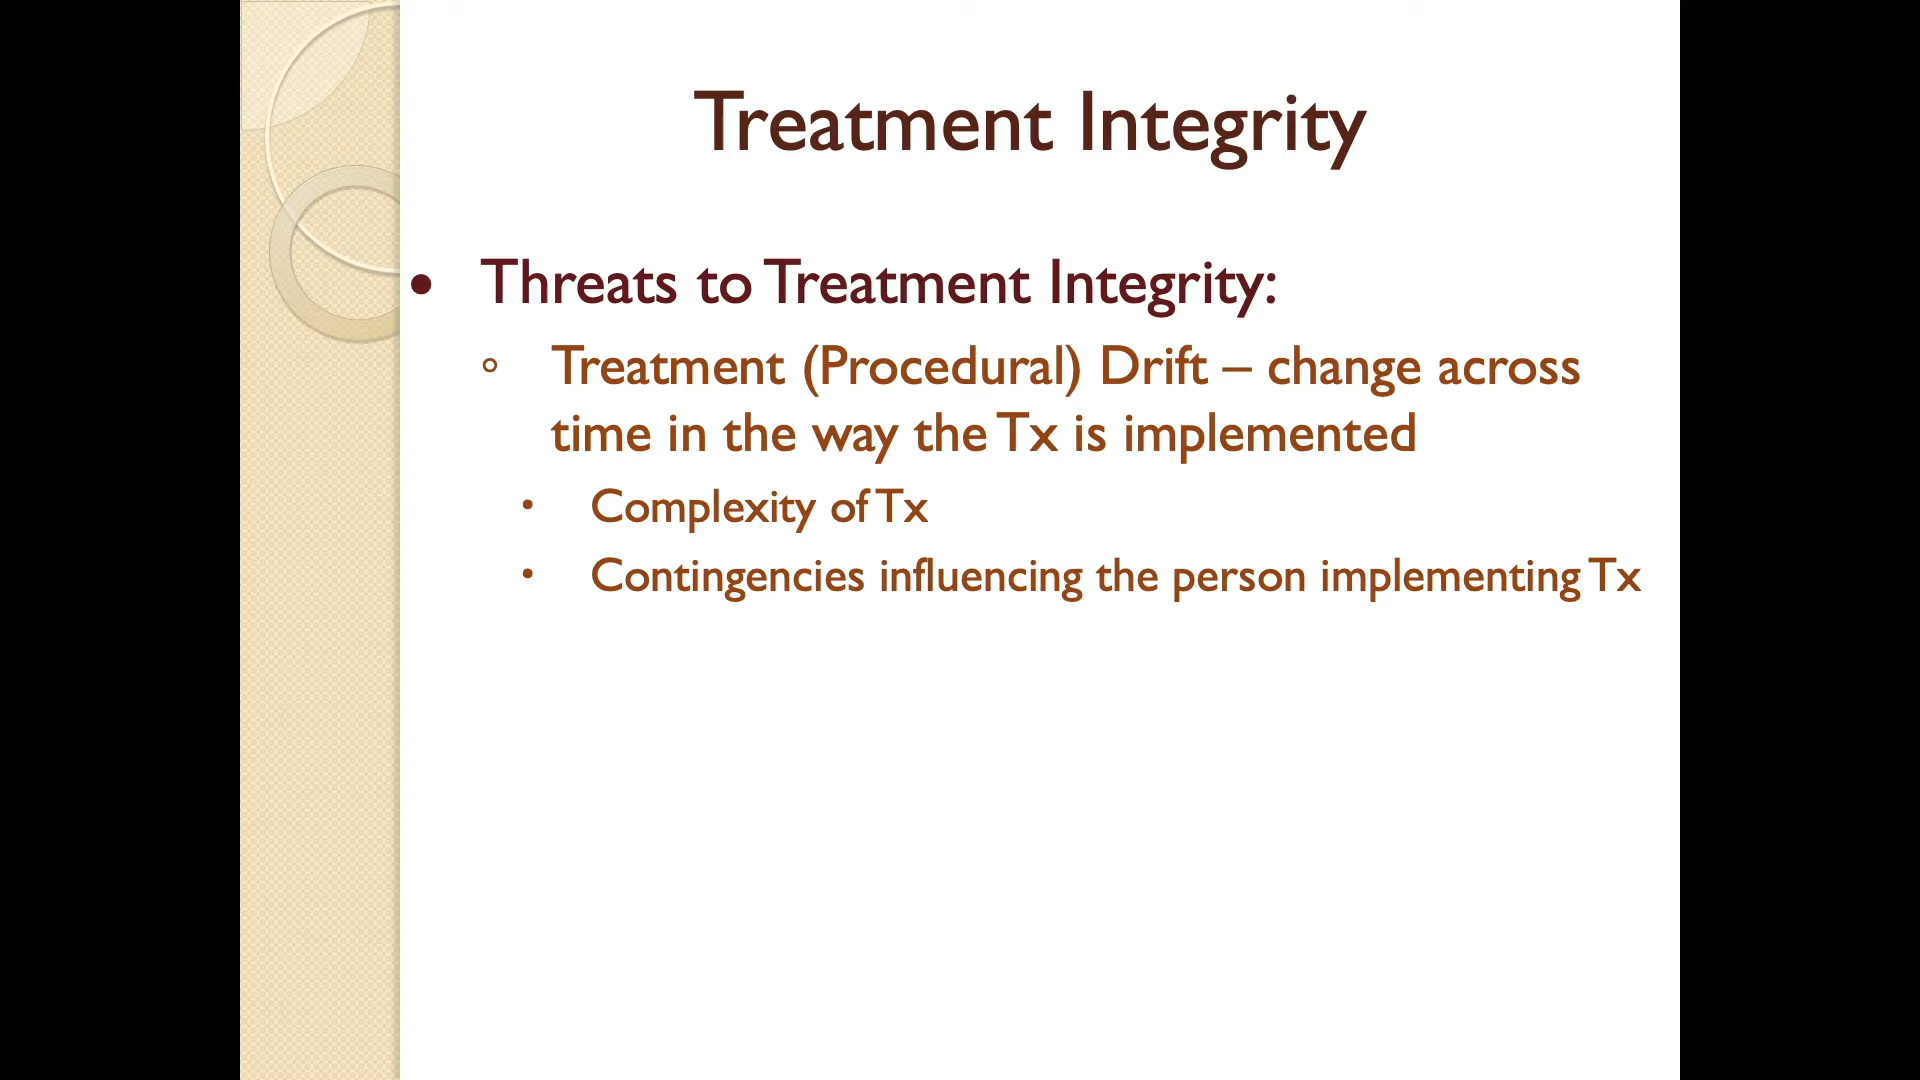 Treatment Integrity
• Threats to Treatment Integrity:
◦ Treatment (Procedural) Drift – change across
time in the way the Tx is implemented
• Complexity of Tx
• Contingencies influencing the person implementing Tx